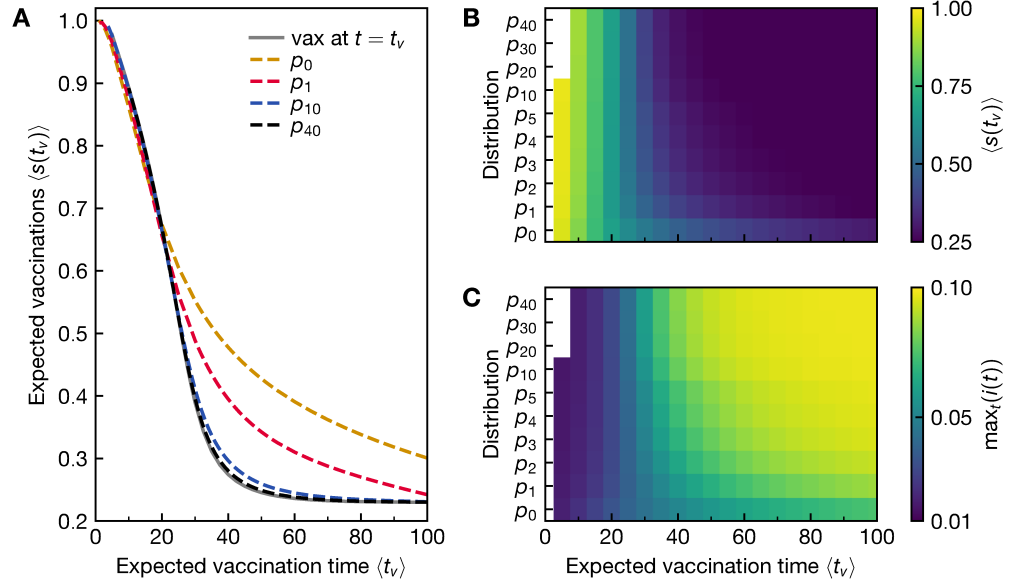 A
1.0
0.9
0.8
0.7
0.6
0.5
0.4
0.3
0.2
Expected vaccinations ⟨s(tᵥ)⟩
0
20
40
60
80
100
Expected vaccination time ⟨tᵥ⟩
vax at t = tᵥ
p₀
p₁
p₁₀
p₄₀
B
Distribution
p₄₀
p₃₀
p₂₀
p₁₀
p₅
p₄
p₃
p₂
p₁
p₀
1.00
0.75
0.50
0.25
⟨s(tᵥ)⟩
C
Distribution
p₄₀
p₃₀
p₂₀
p₁₀
p₅
p₄
p₃
p₂
p₁
p₀
0
20
40
60
80
100
Expected vaccination time ⟨tᵥ⟩
0.10
0.05
0.01
maxₜ(i(t))